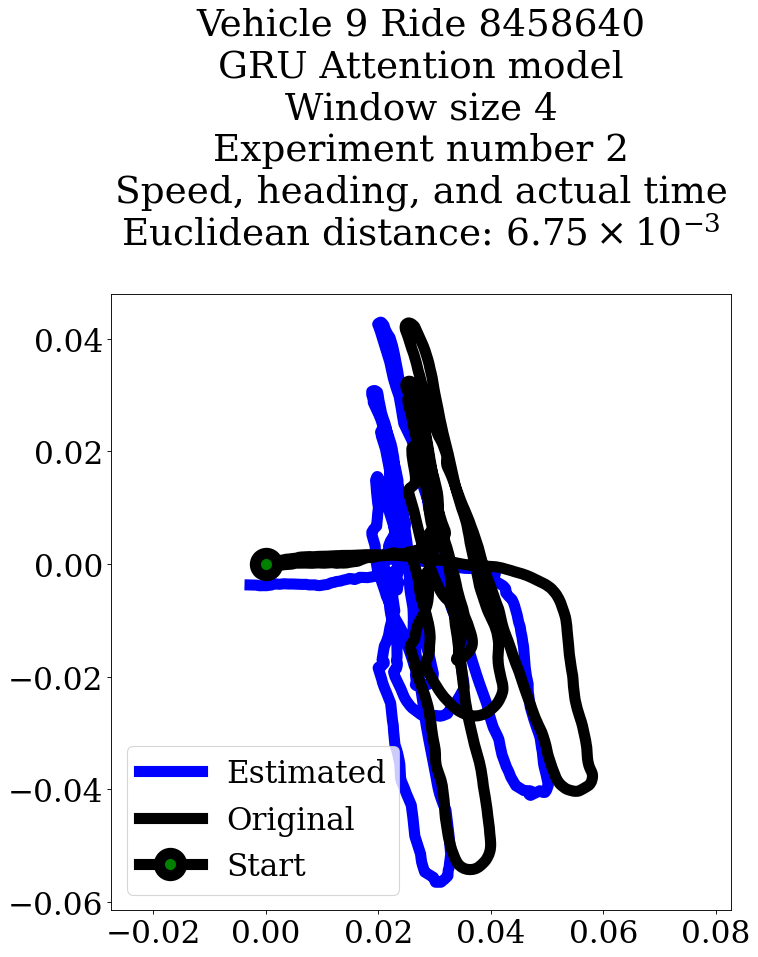 Vehicle 9 Ride 8458640
GRU Attention model
Window size 4
Experiment number 2
Speed, heading, and actual time
Euclidean distance: 6.75 × 10⁻³
0.04
0.02
0.00
−0.02
−0.04
−0.06
Estimated
Original
Start
−0.02 0.00 0.02 0.04 0.06 0.08